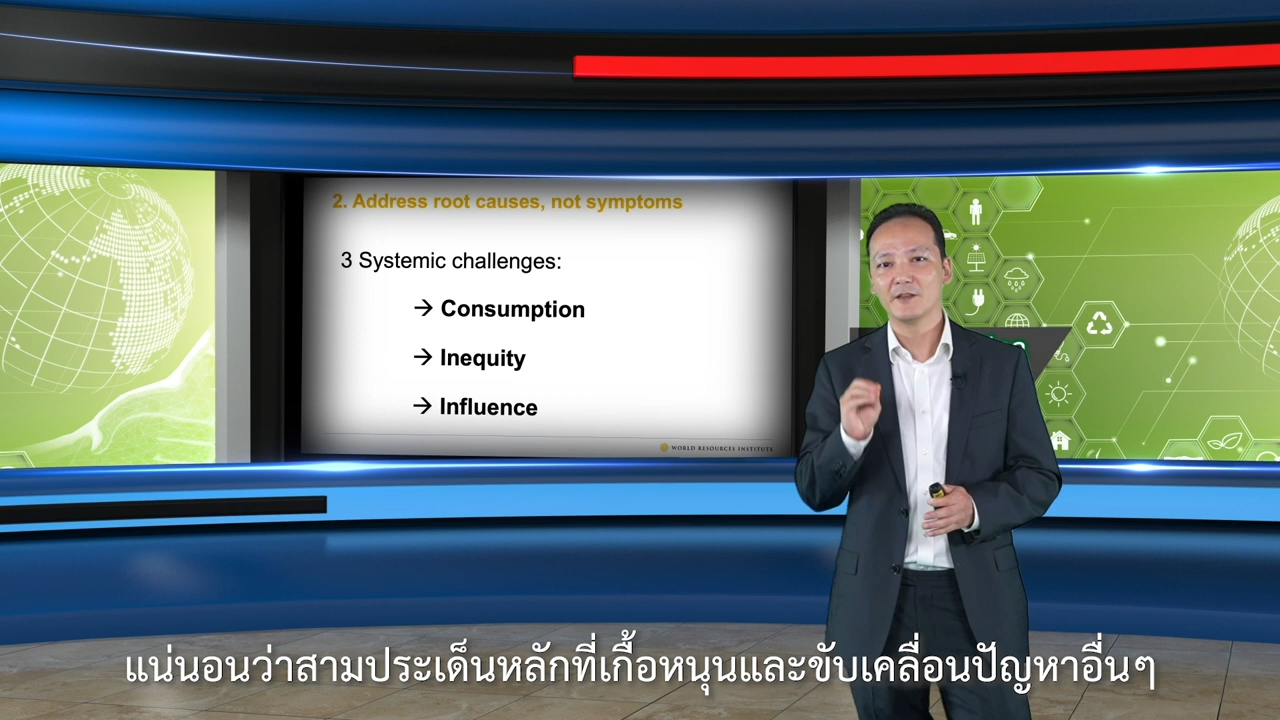 2. Address root causes, not symptoms
3 Systemic challenges:
→ Consumption
→ Inequity
→ Influence
WORLD RESOURCES INSTITUTE
แน่นอนว่าสามประเด็นหลักที่เกื้อหนุนและขับเคลื่อนปัญหาอื่นๆ